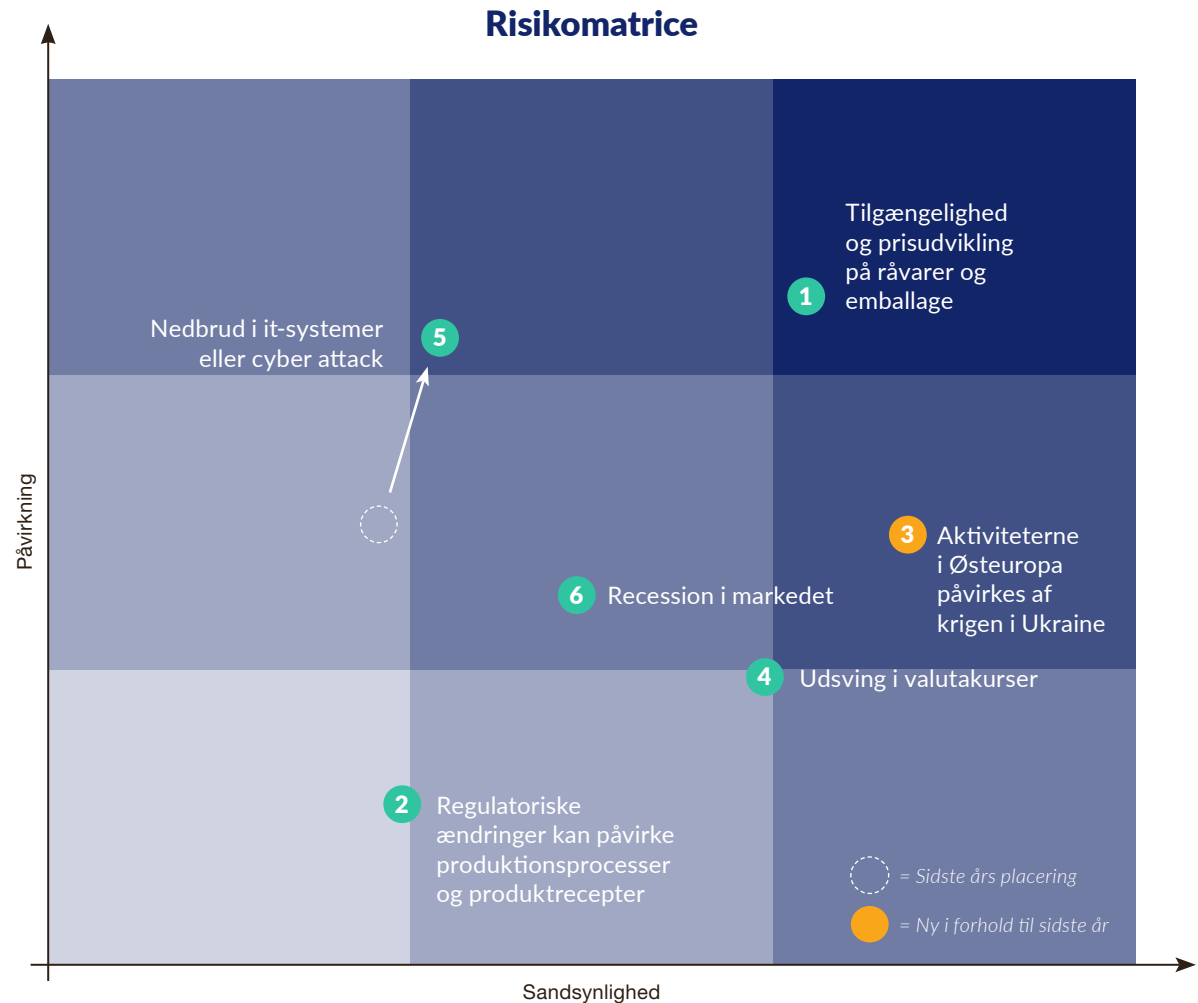 Risikomatrice
Tilgængelighed
og prisudvikling
på råvarer og
emballage
1
Nedbrud i it-systemer
eller cyber attack
5
Påvirkning
3
Aktiviteterne
i Østeuropa
påvirkes af
krigen i Ukraine
6
Recession i markedet
4
Udsving i valutakurser
2
Regulatoriske
ændringer kan påvirke
produktionsprocesser
og produktrecepter
= Sidste års placering
= Ny i forhold til sidste år
Sandsynlighed